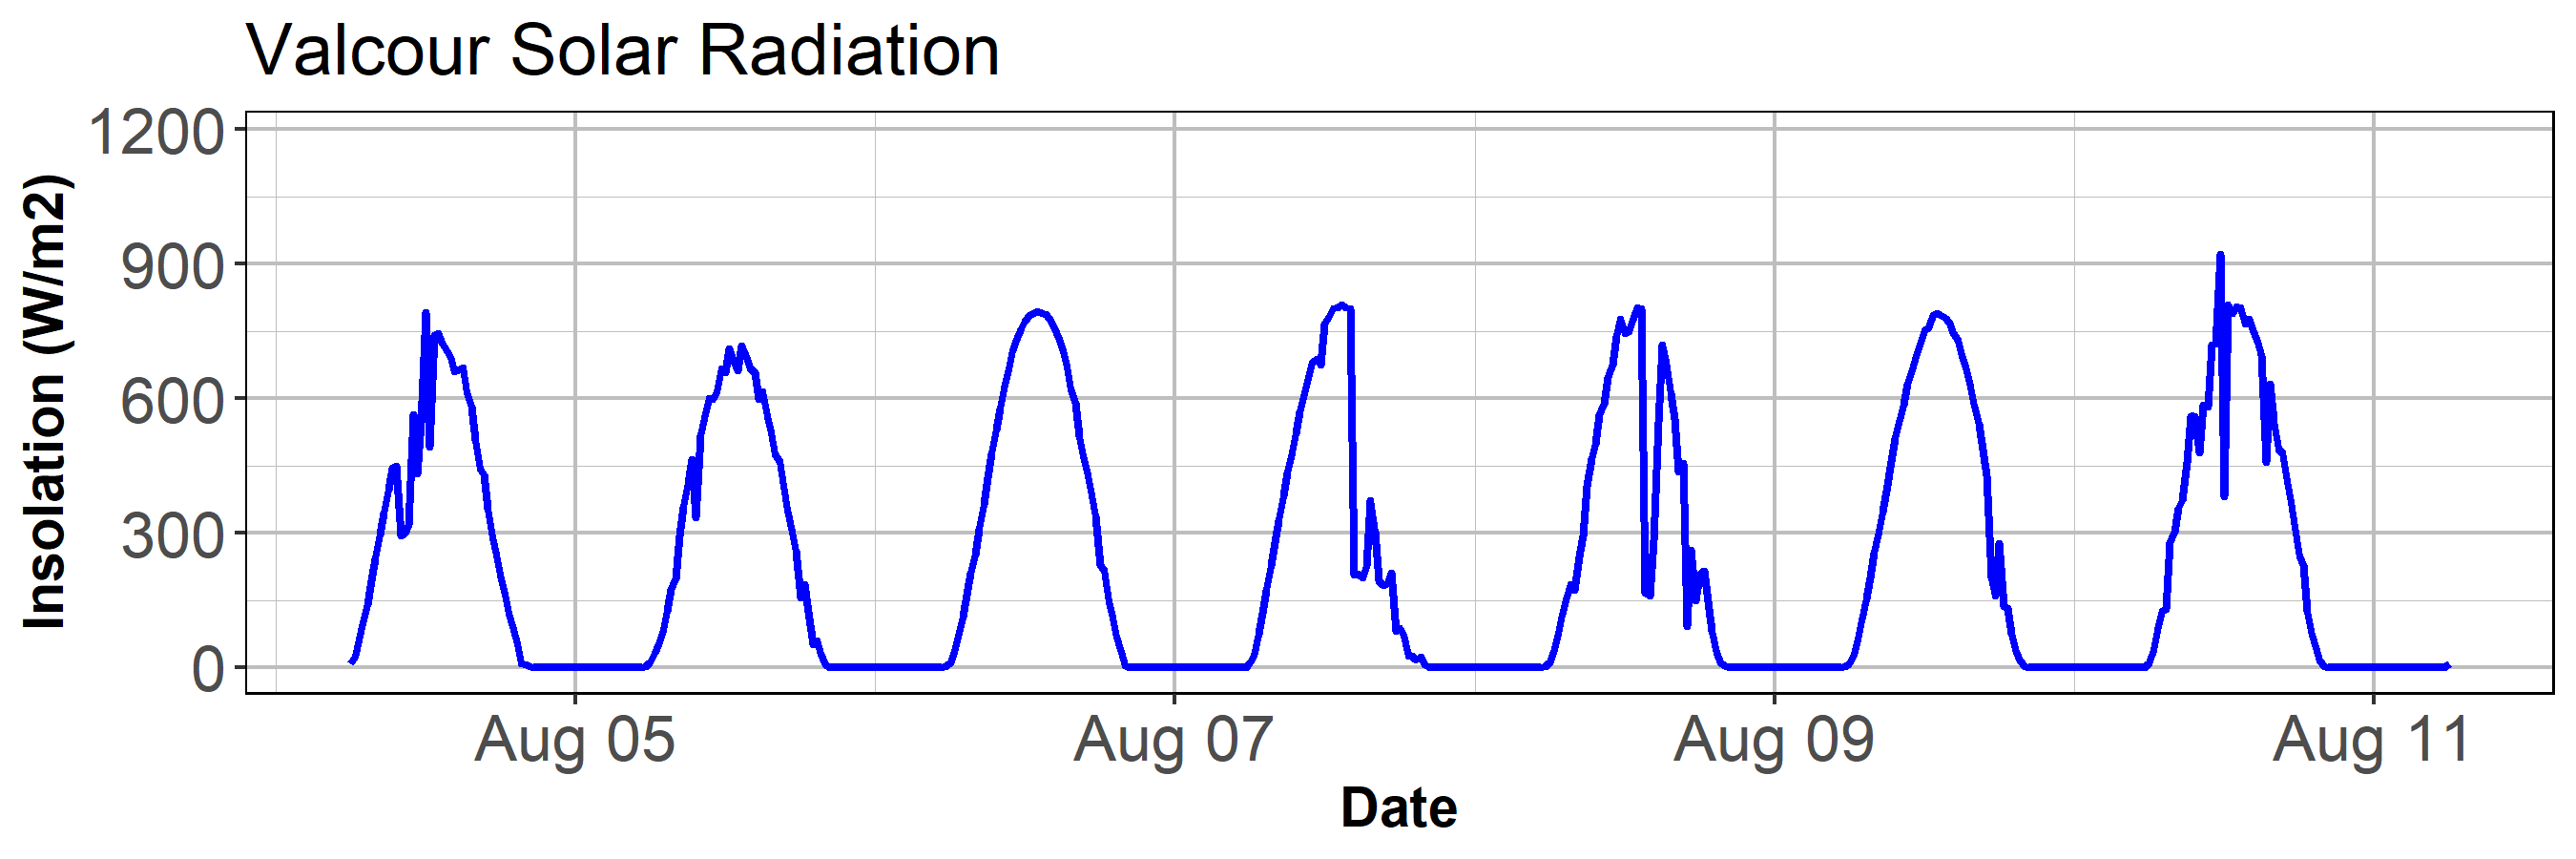 Valcour Solar Radiation
Insolation (W/m2)
1200
900
600
300
0
Aug 05
Aug 07
Aug 09
Aug 11
Date